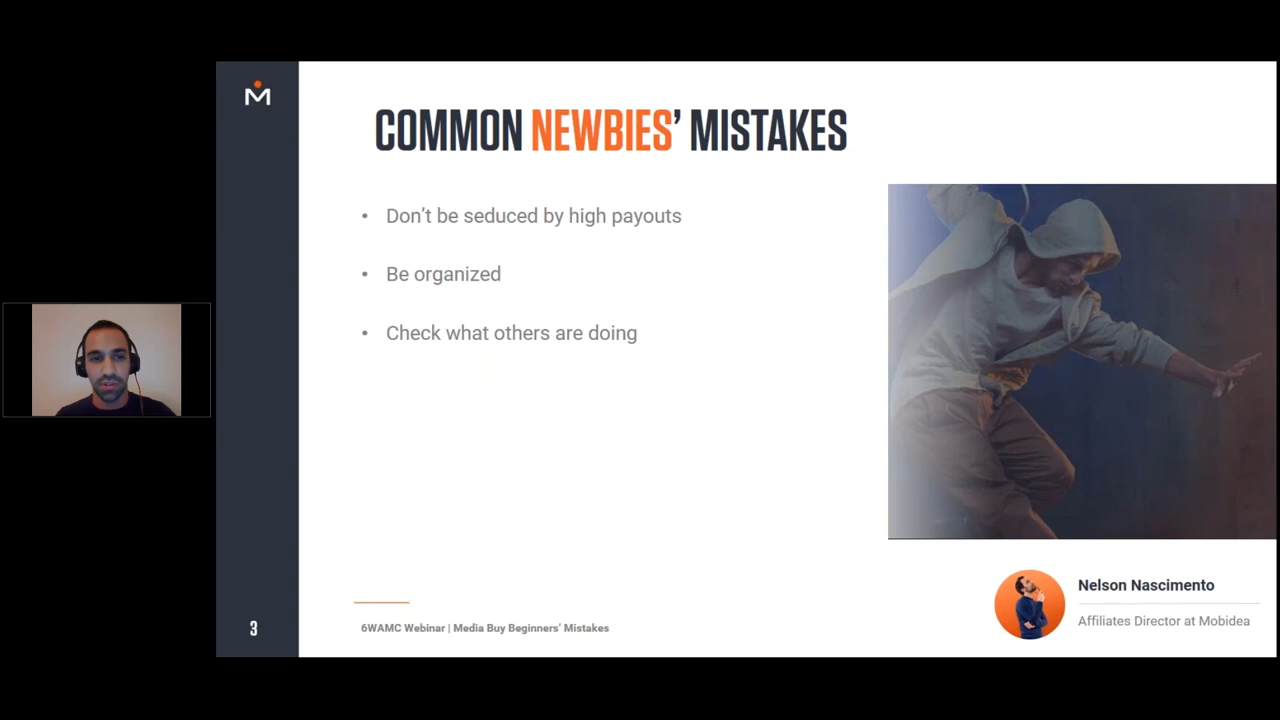 COMMON NEWBIES’ MISTAKES
• Don’t be seduced by high payouts
• Be organized
• Check what others are doing
Nelson Nascimento
Affiliates Director at Mobidea
6WAMC Webinar | Media Buy Beginners’ Mistakes
3